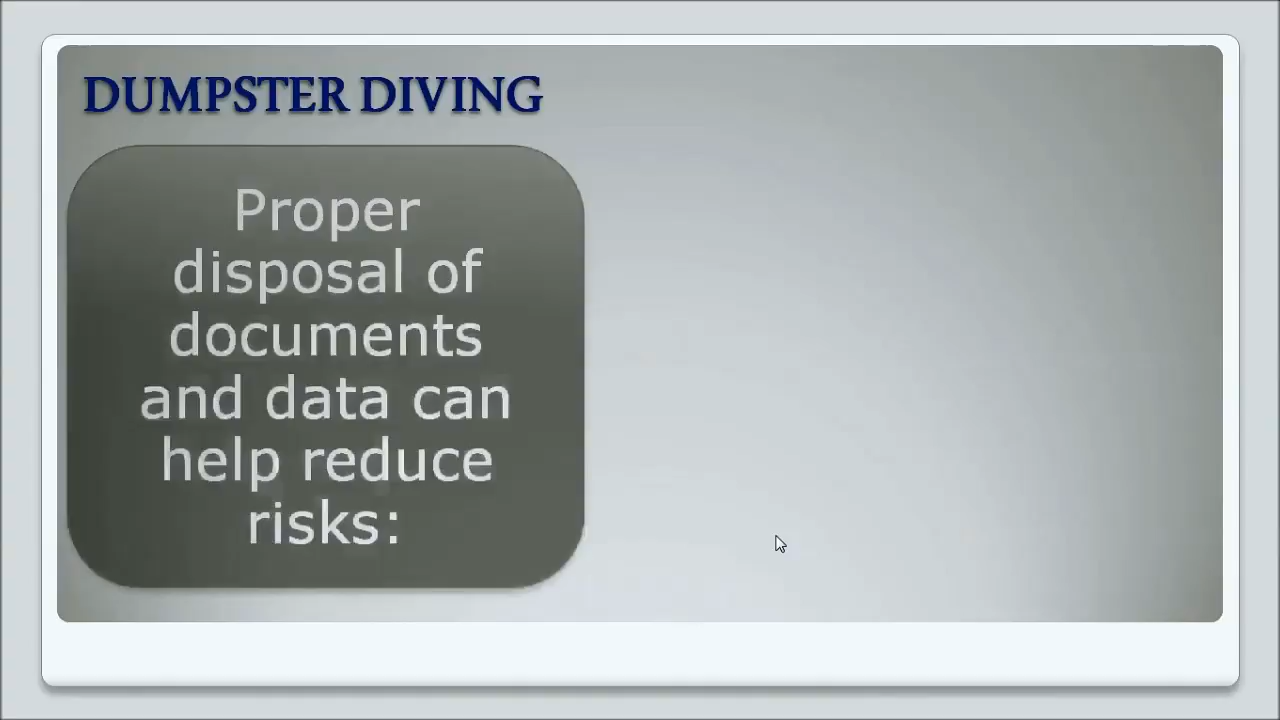 DUMPSTER DIVING
Proper
disposal of
documents
and data can
help reduce
risks: